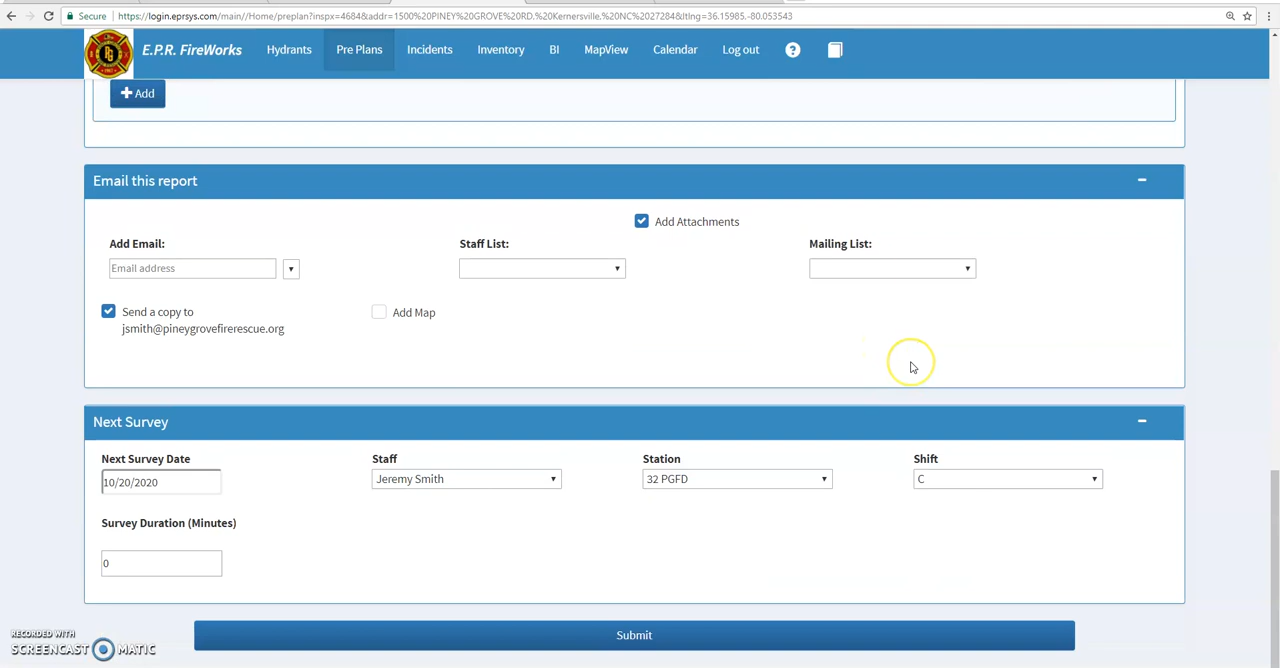 Secure https://login.eprsys.com/main//Home/preplan?inspx=4684&addr=1500%20PINEY%20GROVE%20RD.%20Kernersville.%20NC%2027284&ltlng=36.15985.-80.053543
E.P.R. FireWorks Hydrants Pre Plans Incidents Inventory BI MapView Calendar Log out ?
+ Add
Email this report
Add Attachments
Add Email: Staff List: Mailing List:
Email address
Send a copy to Add Map
jsmith@pineygrovefirerescue.org
Next Survey
Next Survey Date Staff Station Shift
10/20/2020 Jeremy Smith 32 PGFD C
Survey Duration (Minutes)
0
Submit
RECORDED WITH
SCREENCAST MATIC